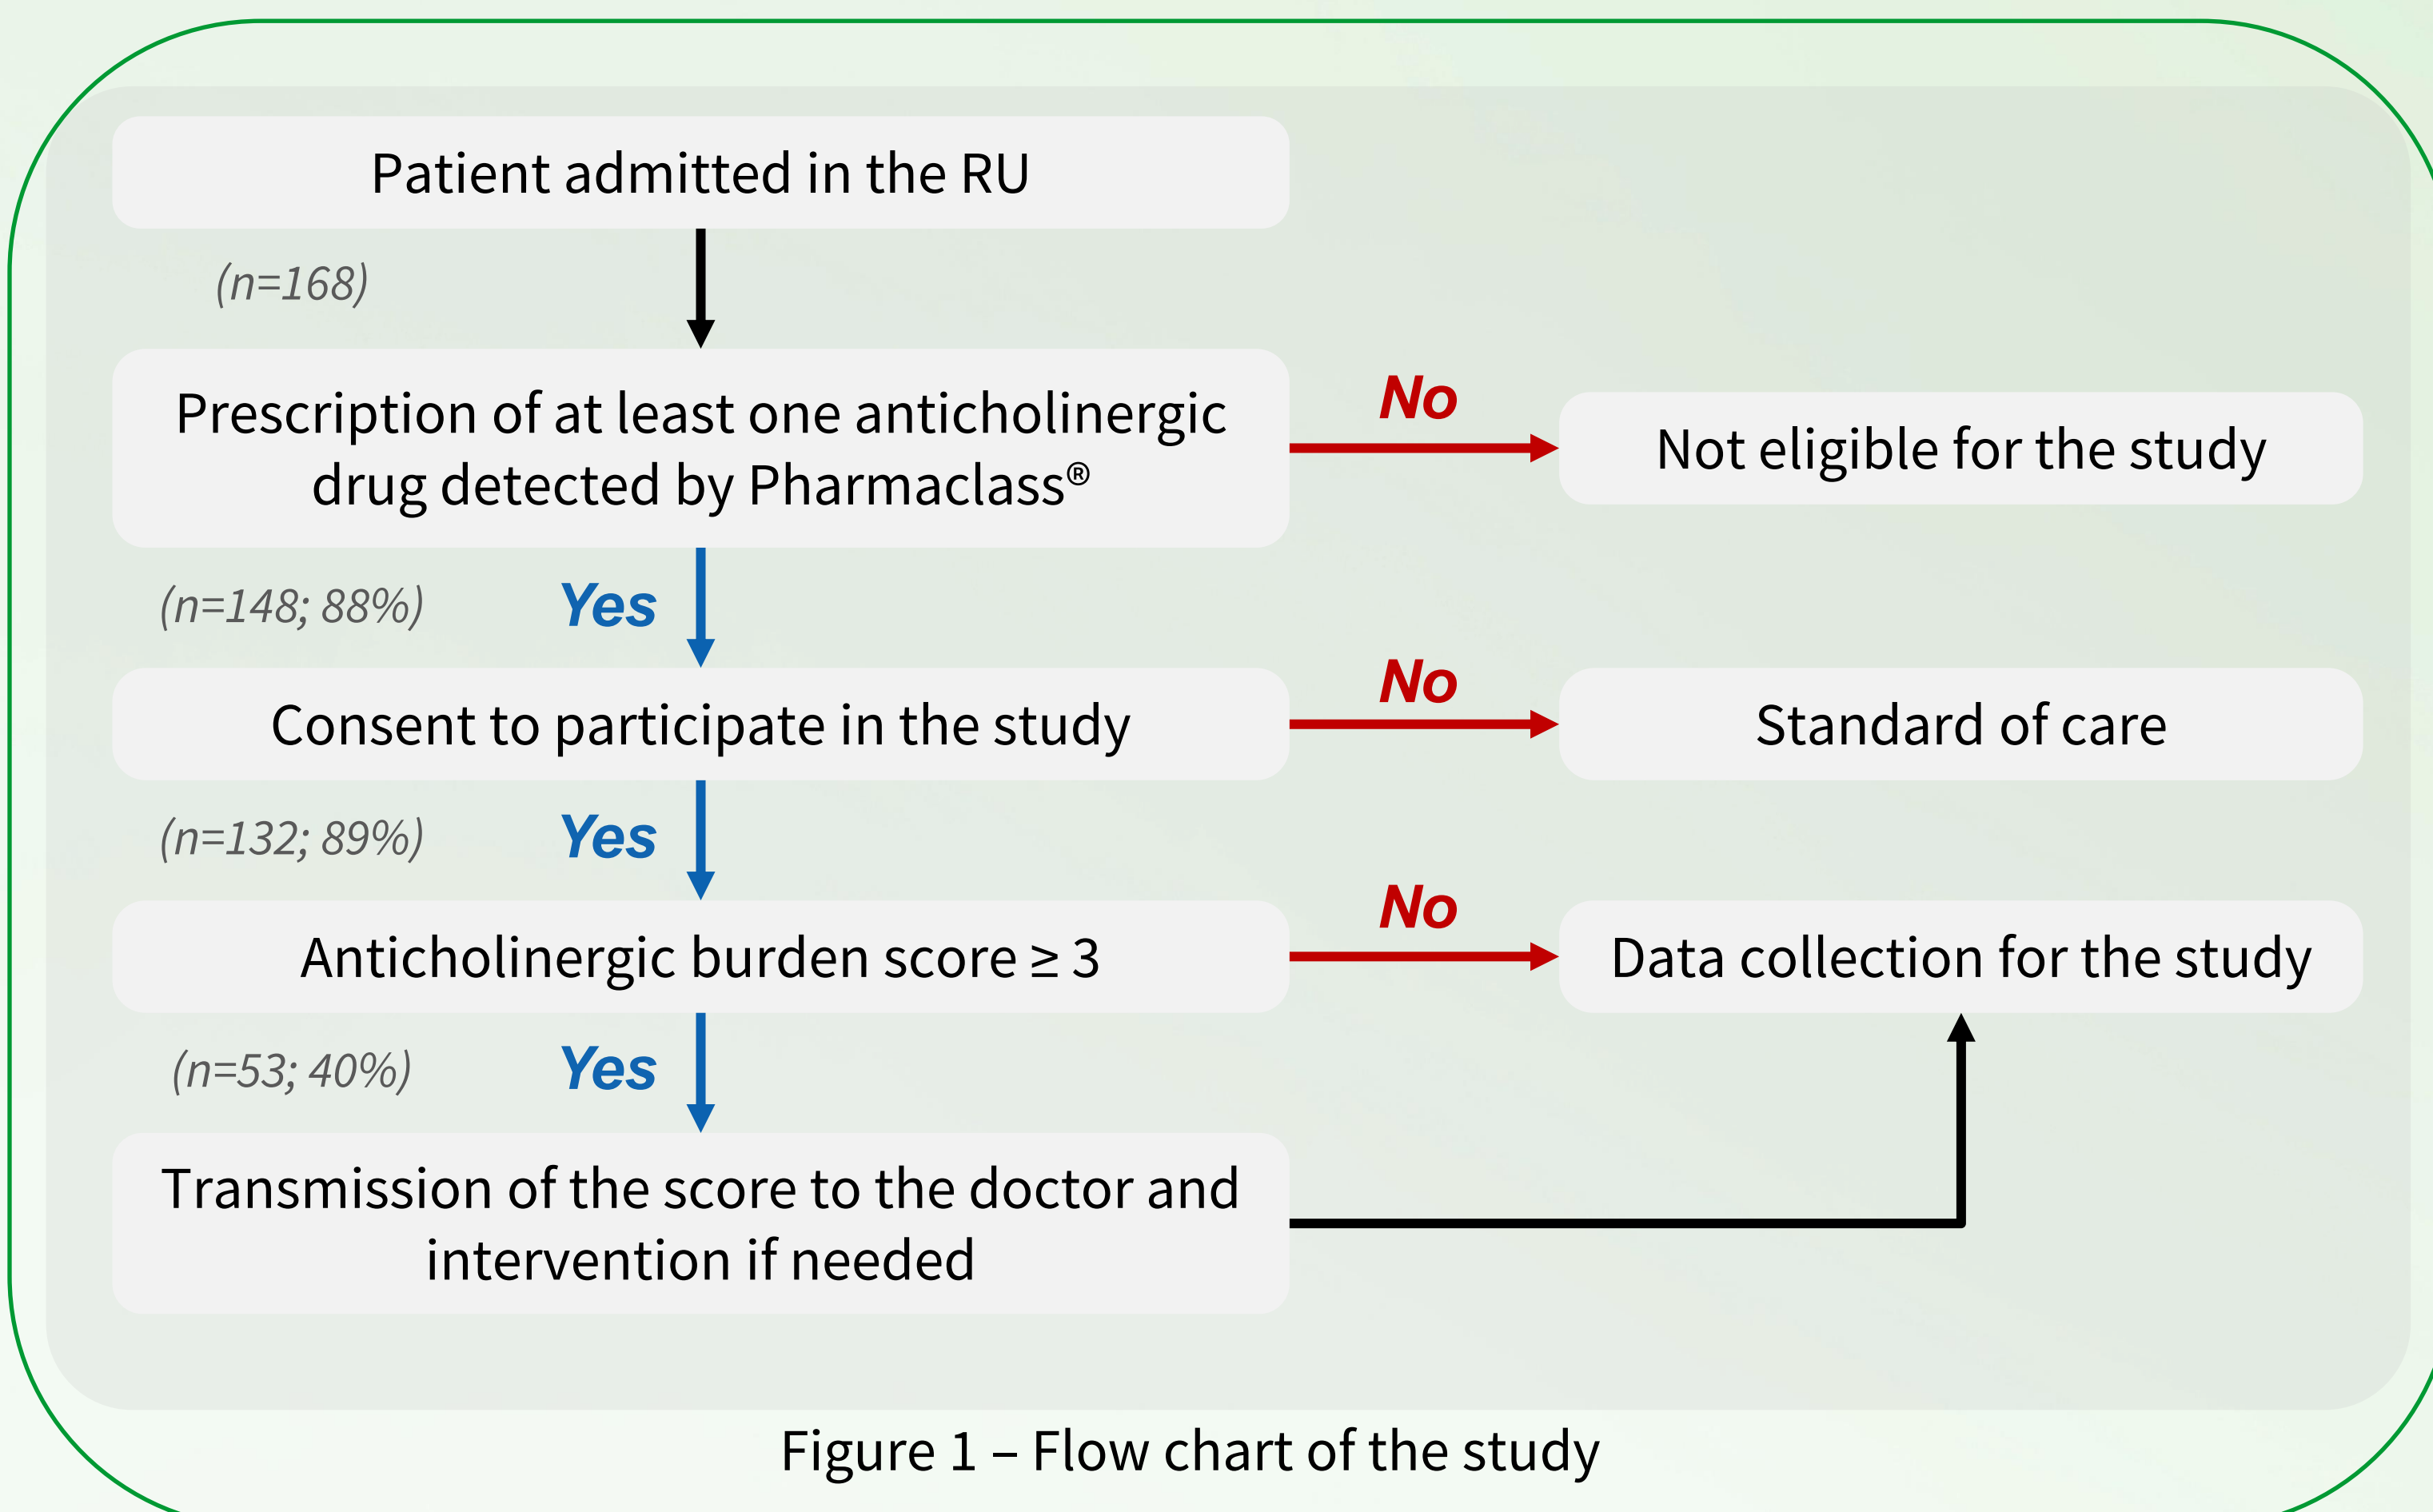 Patient admitted in the RU
(n=168)
Prescription of at least one anticholinergic
drug detected by Pharmaclass®
No
Not eligible for the study
(n=148; 88%)
Yes
Consent to participate in the study
No
Standard of care
(n=132; 89%)
Yes
Anticholinergic burden score ≥ 3
No
Data collection for the study
(n=53; 40%)
Yes
Transmission of the score to the doctor and
intervention if needed
Figure 1 – Flow chart of the study